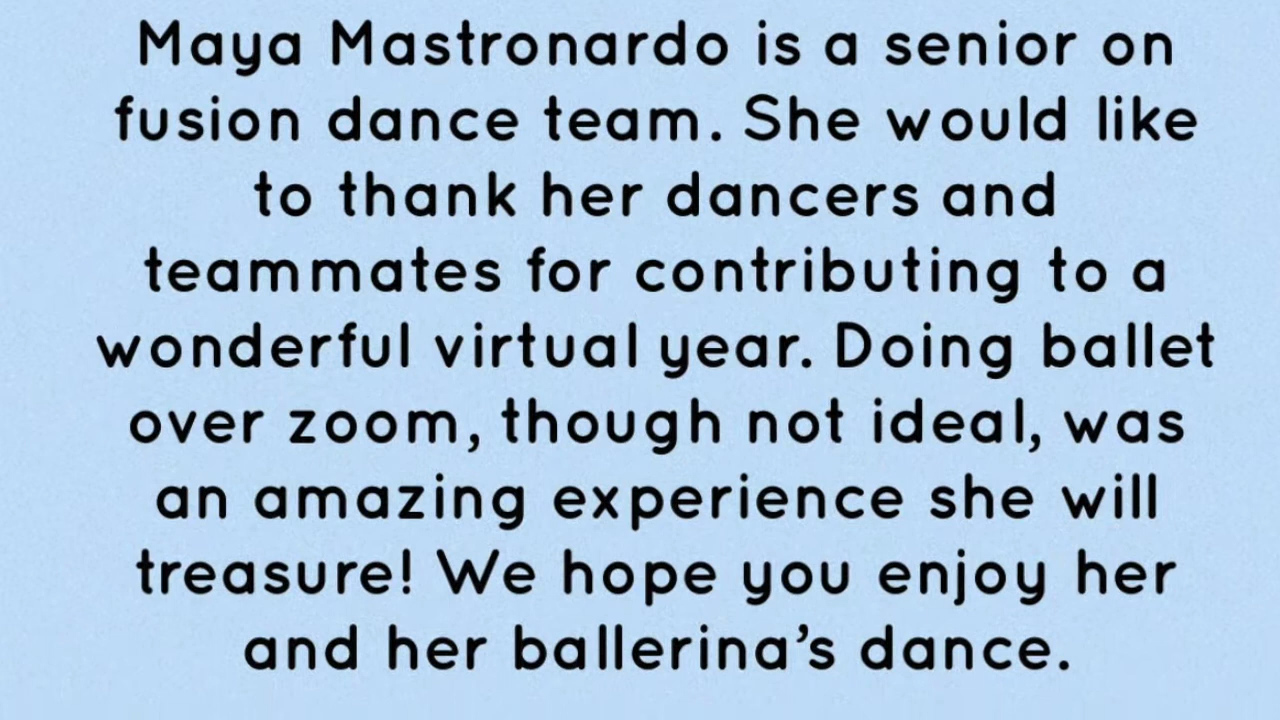 Maya Mastronardo is a senior on
fusion dance team. She would like
to thank her dancers and
teammates for contributing to a
wonderful virtual year. Doing ballet
over zoom, though not ideal, was
an amazing experience she will
treasure! We hope you enjoy her
and her ballerina’s dance.